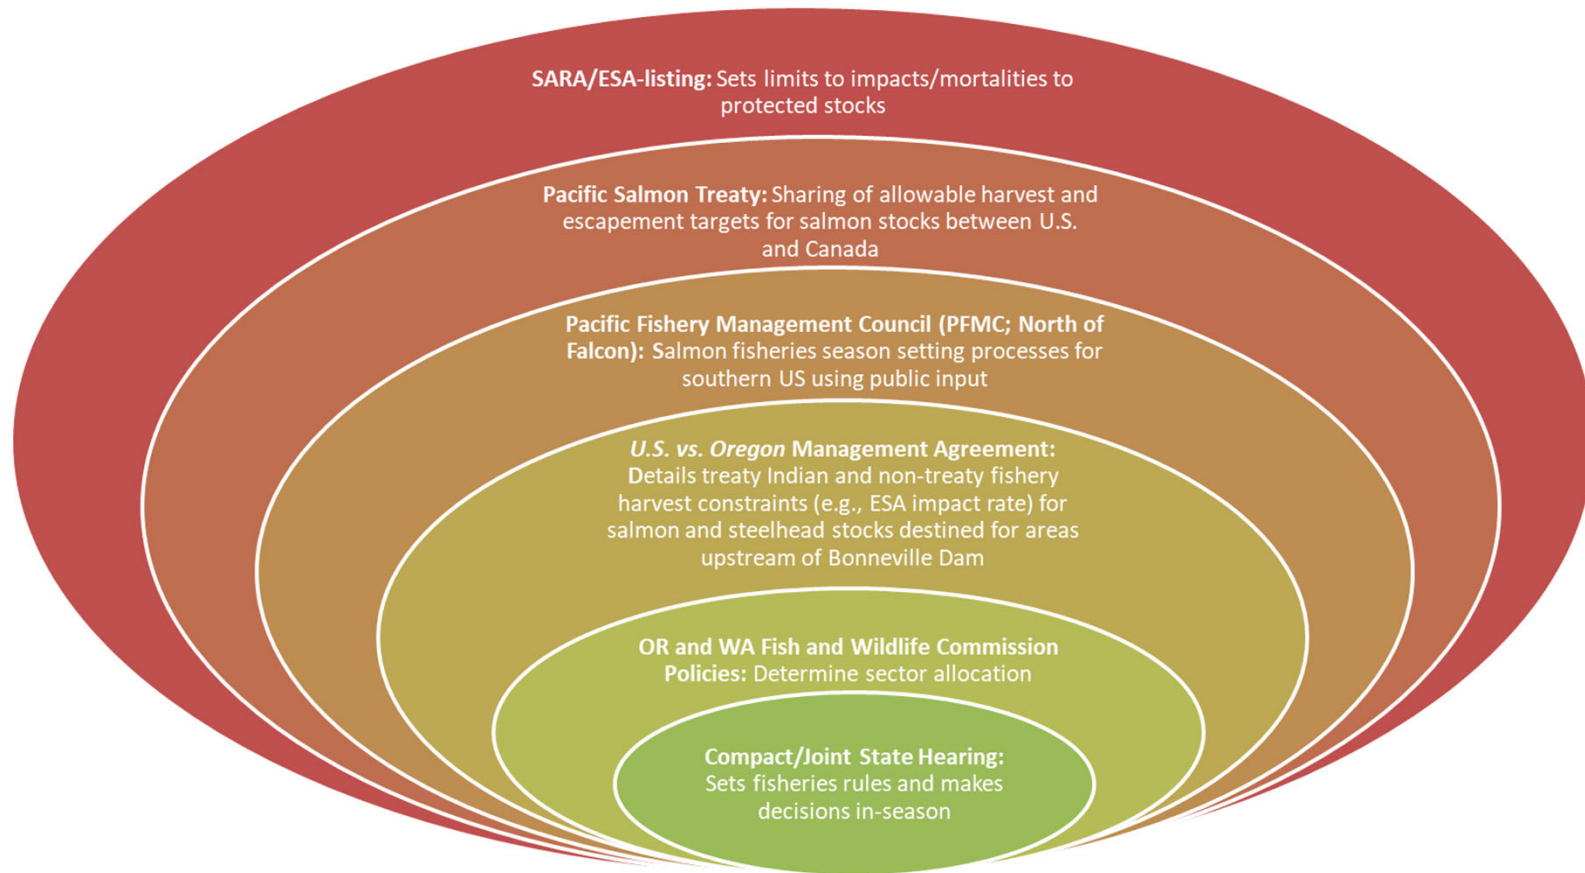 SARA/ESA-listing: Sets limits to impacts/mortalities to
protected stocks
Pacific Salmon Treaty: Sharing of allowable harvest and
escapement targets for salmon stocks between U.S.
and Canada
Pacific Fishery Management Council (PFMC; North of
Falcon): Salmon fisheries season setting processes for
southern US using public input
U.S. vs. Oregon Management Agreement:
Details treaty Indian and non-treaty fishery
harvest constraints (e.g., ESA impact rate) for
salmon and steelhead stocks destined for areas
upstream of Bonneville Dam
OR and WA Fish and Wildlife Commission
Policies: Determine sector allocation
Compact/Joint State Hearing:
Sets fisheries rules and makes
decisions in-season